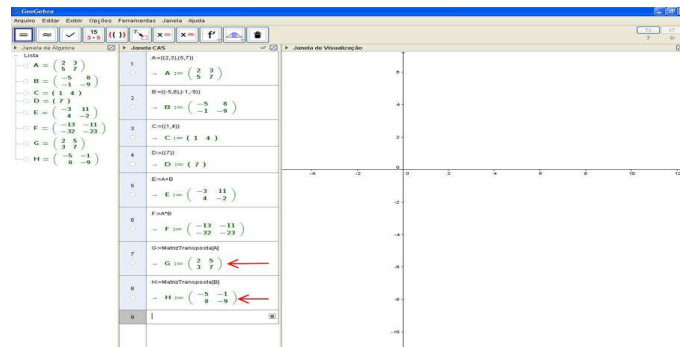 GeoGebra
Arquivo Editar Exibir Opções Ferramentas Janela Ajuda
= ≈ ✓ 15 3·5 (( )) 7 x = x ≈ f'
Janela de Álgebra
Janela CAS
Janela de Visualização
Lista
A = ( 2 3
5 7 )
B = ( -5 8
-1 -9 )
C = ( 1 4 )
D = ( 7 )
E = ( -3 11
4 -2 )
F = ( -13 -11
-32 -23 )
G = ( 2 5
3 7 )
H = ( -5 -1
8 -9 )
1
A:=((2,3),(5,7))
→ A := ( 2 3
5 7 )
2
B:=((-5,8),(-1,-9))
→ B := ( -5 8
-1 -9 )
3
C:=((1,4))
→ C := ( 1 4 )
4
D:=((7))
→ D := ( 7 )
5
E:=A+B
→ E := ( -3 11
4 -2 )
6
F:=A*B
→ F := ( -13 -11
-32 -23 )
7
G:=MatrizTransposta[A]
→ G := ( 2 5
3 7 )
8
H:=MatrizTransposta[B]
→ H := ( -5 -1
8 -9 )
9
6
4
2
0
-4 -2 0 2 4 6 8 10 12
-2
-4
-6
-8
-10